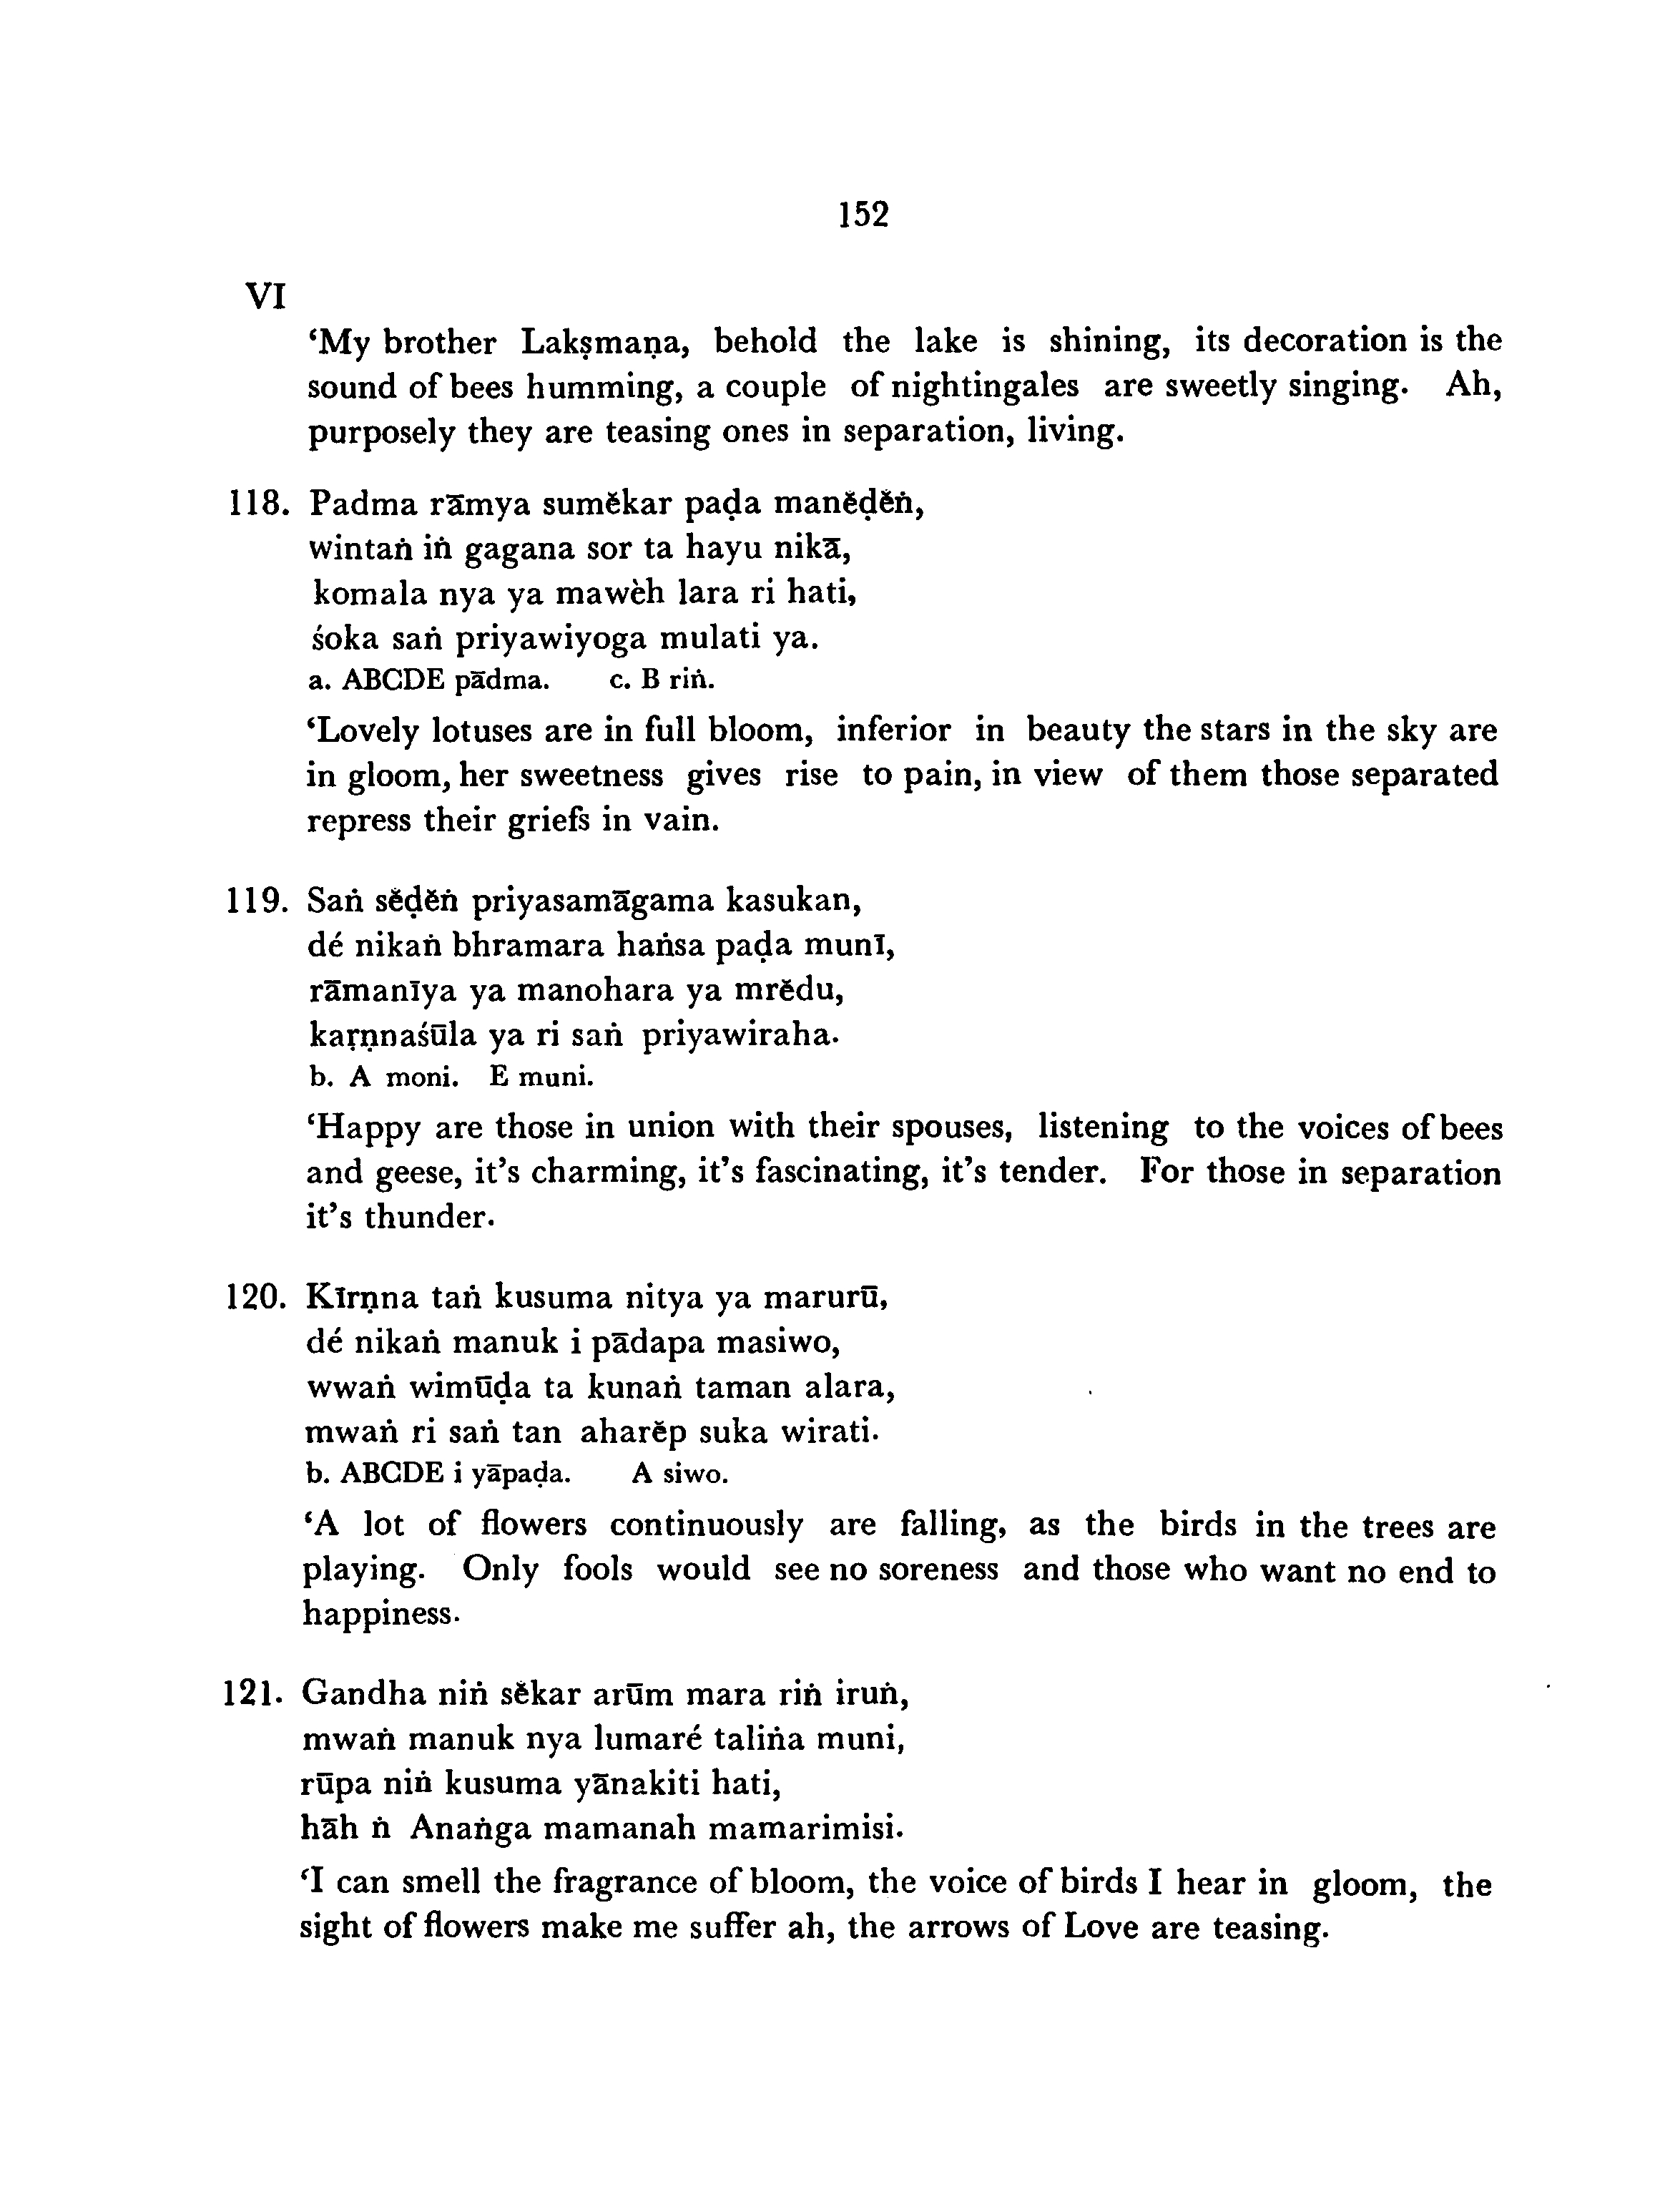 152
VI
‘My brother Lakṣmaṇa, behold the lake is shining, its decoration is the
sound of bees humming, a couple of nightingales are sweetly singing. Ah,
purposely they are teasing ones in separation, living.
118. Padma rāmya sumĕkar paḍa manĕḍĕṅ,
wintaṅ iṅ gagana sor ta hayu nikā,
komala nya ya mawèh lara ri hati,
śoka saṅ priyawiyoga mulati ya.
a. ABCDE pādma. c. B riṅ.
‘Lovely lotuses are in full bloom, inferior in beauty the stars in the sky are
in gloom, her sweetness gives rise to pain, in view of them those separated
repress their griefs in vain.
119. Saṅ sĕḍĕṅ priyasamāgama kasukan,
dé nikaṅ bhramara haṅsa paḍa munī,
rāmanīya ya manohara ya mrĕdu,
kaṛṇnaśūla ya ri saṅ priyawiraha.
b. A moni. E muni.
‘Happy are those in union with their spouses, listening to the voices of bees
and geese, it’s charming, it’s fascinating, it’s tender. For those in separation
it’s thunder.
120. Kīrṇna taṅ kusuma nitya ya marurū,
dé nikaṅ manuk i pādapa masiwo,
wwaṅ wimūḍa ta kunaṅ taman alara,
mwaṅ ri saṅ tan aharĕp suka wirati.
b. ABCDE i yāpaḍa. A siwo.
‘A lot of flowers continuously are falling, as the birds in the trees are
playing. Only fools would see no soreness and those who want no end to
happiness.
121. Gandha niṅ sĕkar arūm mara riṅ iruṅ,
mwaṅ manuk nya lumaré taliṅa muni,
rūpa niṅ kusuma yānakiti hati,
hāh ṅ Anaṅga mamanah mamarimisi.
‘I can smell the fragrance of bloom, the voice of birds I hear in gloom, the
sight of flowers make me suffer ah, the arrows of Love are teasing.